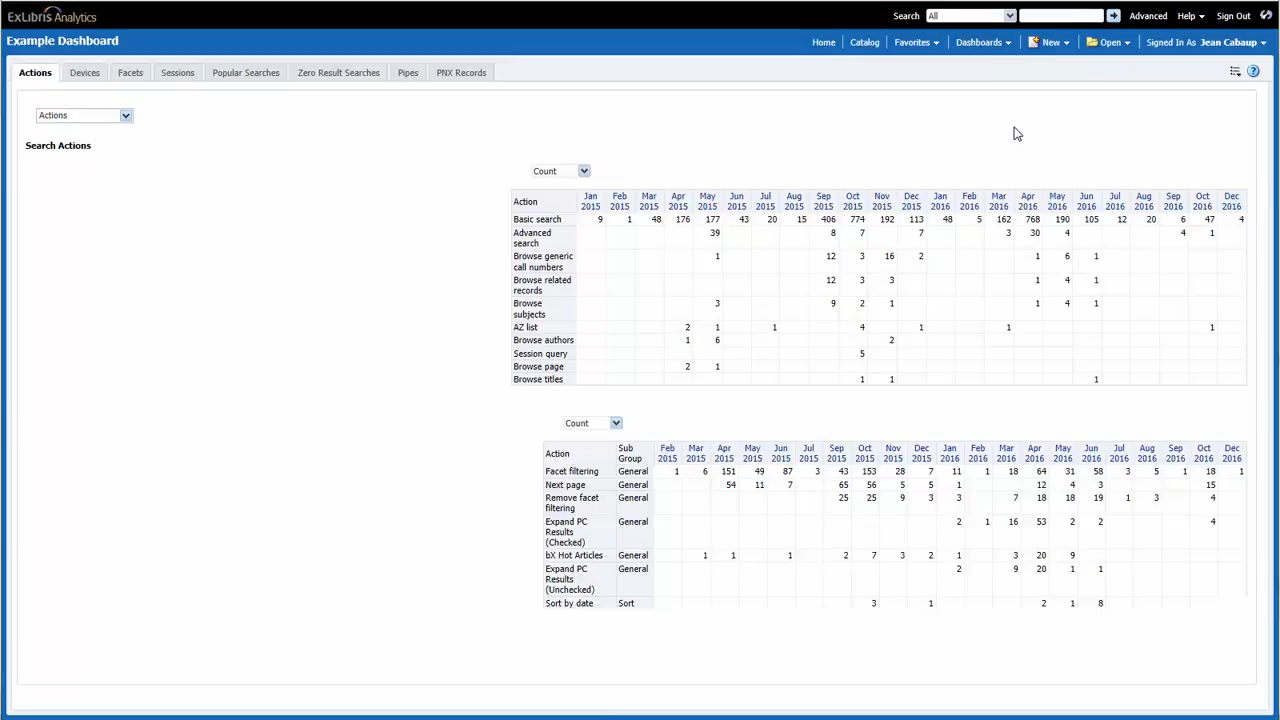 ExLibris Analytics Search All Advanced Help Sign Out
Example Dashboard Home Catalog Favorites Dashboards New Open Signed In As Jean Cabaup
Actions Devices Facets Sessions Popular Searches Zero Result Searches Pipes PNX Records
Actions
Search Actions
Count
Action Jan 2015 Feb 2015 Mar 2015 Apr 2015 May 2015 Jun 2015 Jul 2015 Aug 2015 Sep 2015 Oct 2015 Nov 2015 Dec 2015 Jan 2016 Feb 2016 Mar 2016 Apr 2016 May 2016 Jun 2016 Jul 2016 Aug 2016 Sep 2016 Oct 2016 Dec 2016
Basic search 9 1 48 176 177 43 20 15 406 774 192 113 48 5 162 768 190 105 12 20 6 47 4
Advanced search 39 8 7 7 3 30 4 4 1
Browse generic call numbers 1 12 3 16 2 1 6 1
Browse related records 12 3 3 1 4 1
Browse subjects 3 9 2 1 1 4 1
AZ list 2 1 1 4 1 1 1
Browse authors 1 6 2
Session query 5
Browse page 2 1
Browse titles 1 1 1
Count
Action Sub Group Feb 2015 Mar 2015 Apr 2015 May 2015 Jun 2015 Jul 2015 Sep 2015 Oct 2015 Nov 2015 Dec 2015 Jan 2016 Feb 2016 Mar 2016 Apr 2016 May 2016 Jun 2016 Jul 2016 Aug 2016 Sep 2016 Oct 2016 Dec 2016
Facet filtering General 1 6 151 49 87 3 43 153 28 7 11 1 18 64 31 58 3 5 1 18 1
Next page General 54 11 7 65 56 5 5 1 12 4 3 15
Remove facet filtering General 25 25 9 3 3 7 18 18 19 1 3 4
Expand PC Results (Checked) General 2 1 16 53 2 2 4
bX Hot Articles General 1 1 1 2 7 3 2 1 3 20 9
Expand PC Results (Unchecked) General 2 9 20 1 1
Sort by date Sort 3 1 2 1 8